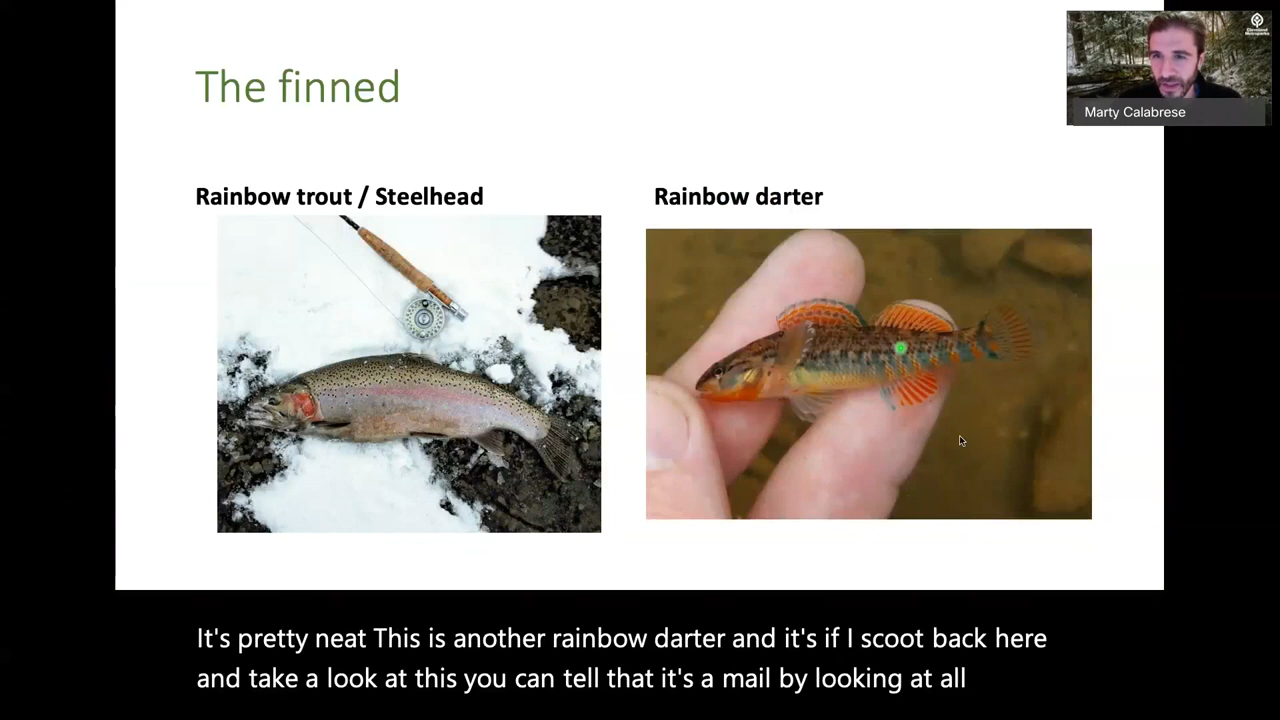 The finned
Rainbow trout / Steelhead
Rainbow darter
Marty Calabrese
Cleveland
Metroparks
It's pretty neat This is another rainbow darter and it's if I scoot back here
and take a look at this you can tell that it's a mail by looking at all